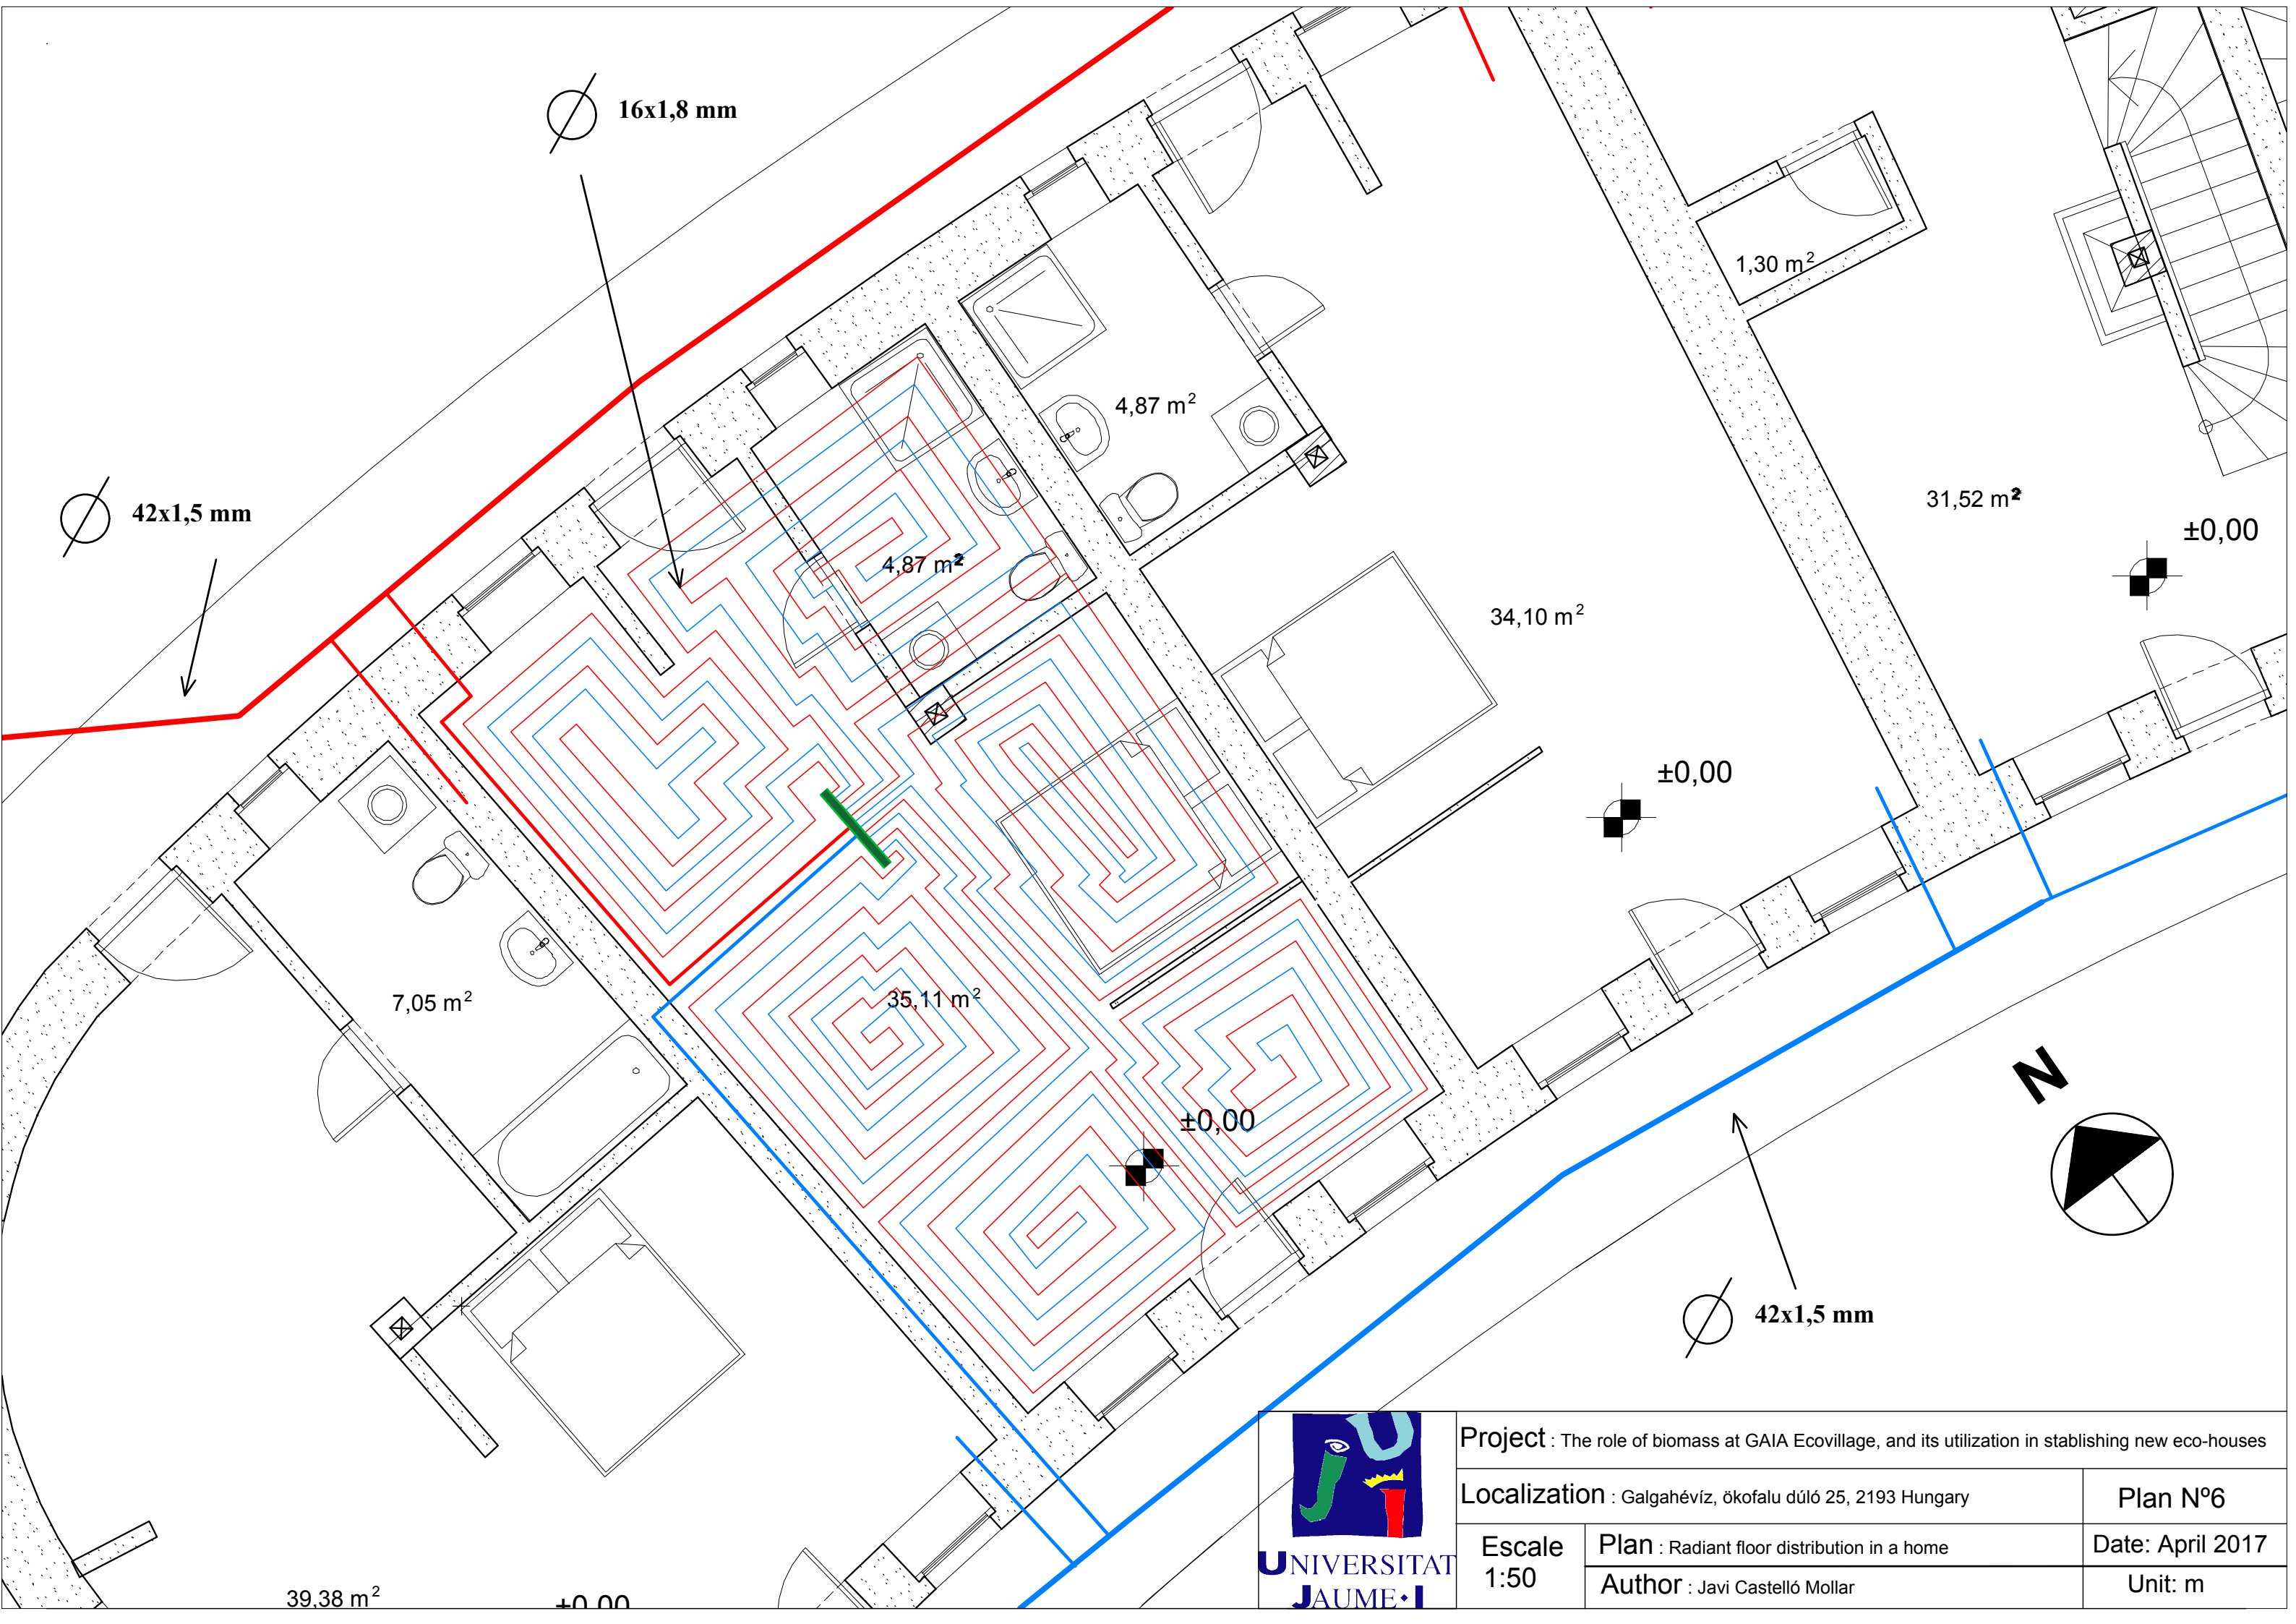 16x1,8 mm
42x1,5 mm
1,30 m²
4,87 m²
31,52 m²
±0,00
4,87 m²
34,10 m²
±0,00
7,05 m²
35,11 m²
N
±0,00
42x1,5 mm
39,38 m²
±0,00
UNIVERSITAT
JAUME·I
Project : The role of biomass at GAIA Ecovillage, and its utilization in stablishing new eco-houses
Localization : Galgahévíz, ökofalu dúló 25, 2193 Hungary
Plan Nº6
Escale
1:50
Plan : Radiant floor distribution in a home
Date: April 2017
Author : Javi Castelló Mollar
Unit: m